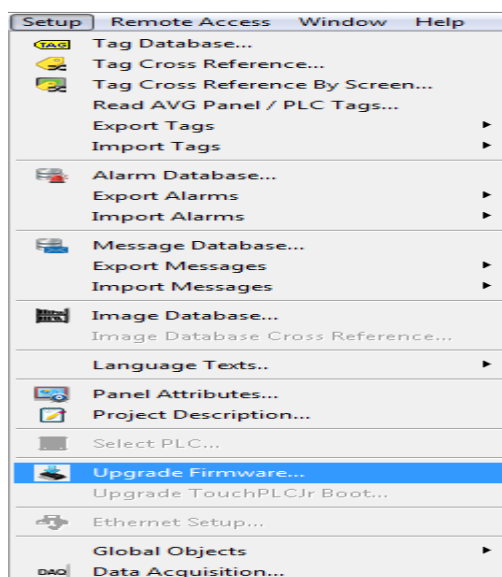 Setup Remote Access Window Help
TAG Tag Database...
Tag Cross Reference...
Tag Cross Reference By Screen...
Read AVG Panel / PLC Tags...
Export Tags
Import Tags
Alarm Database...
Export Alarms
Import Alarms
Message Database...
Export Messages
Import Messages
Image Database...
Image Database Cross Reference...
Language Texts..
Panel Attributes...
Project Description...
Select PLC...
Upgrade Firmware...
Upgrade TouchPLCJr Boot...
Ethernet Setup...
Global Objects
DAQ Data Acquisition...